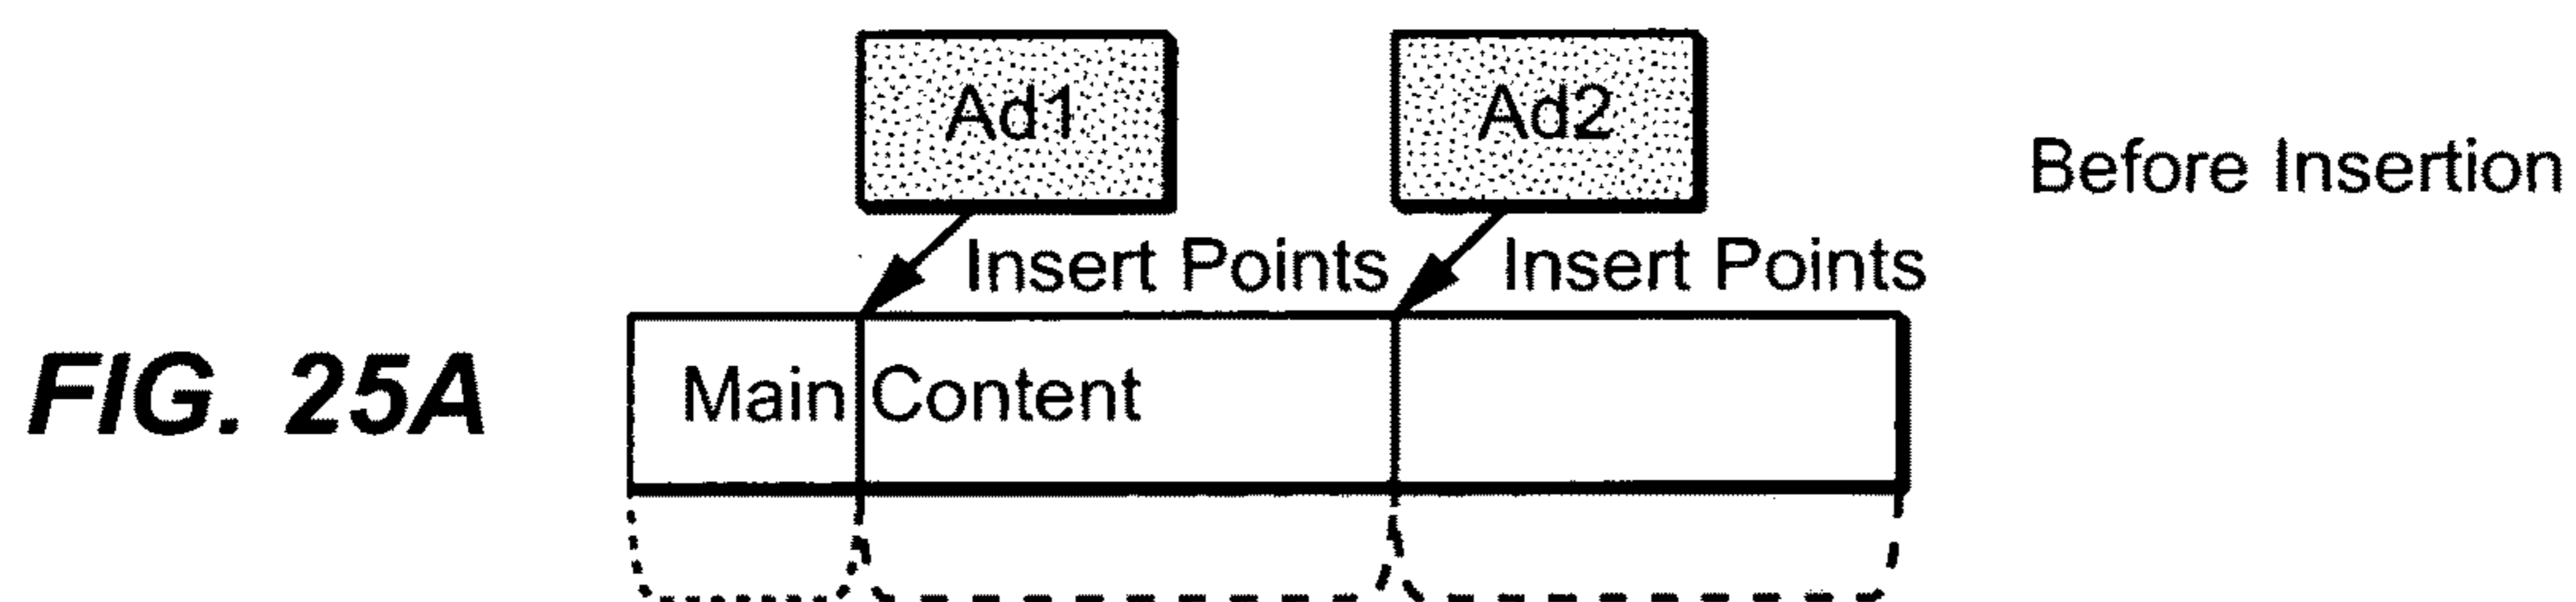 Ad1 Ad2
Before Insertion
Insert Points Insert Points
FIG. 25A
Main Content